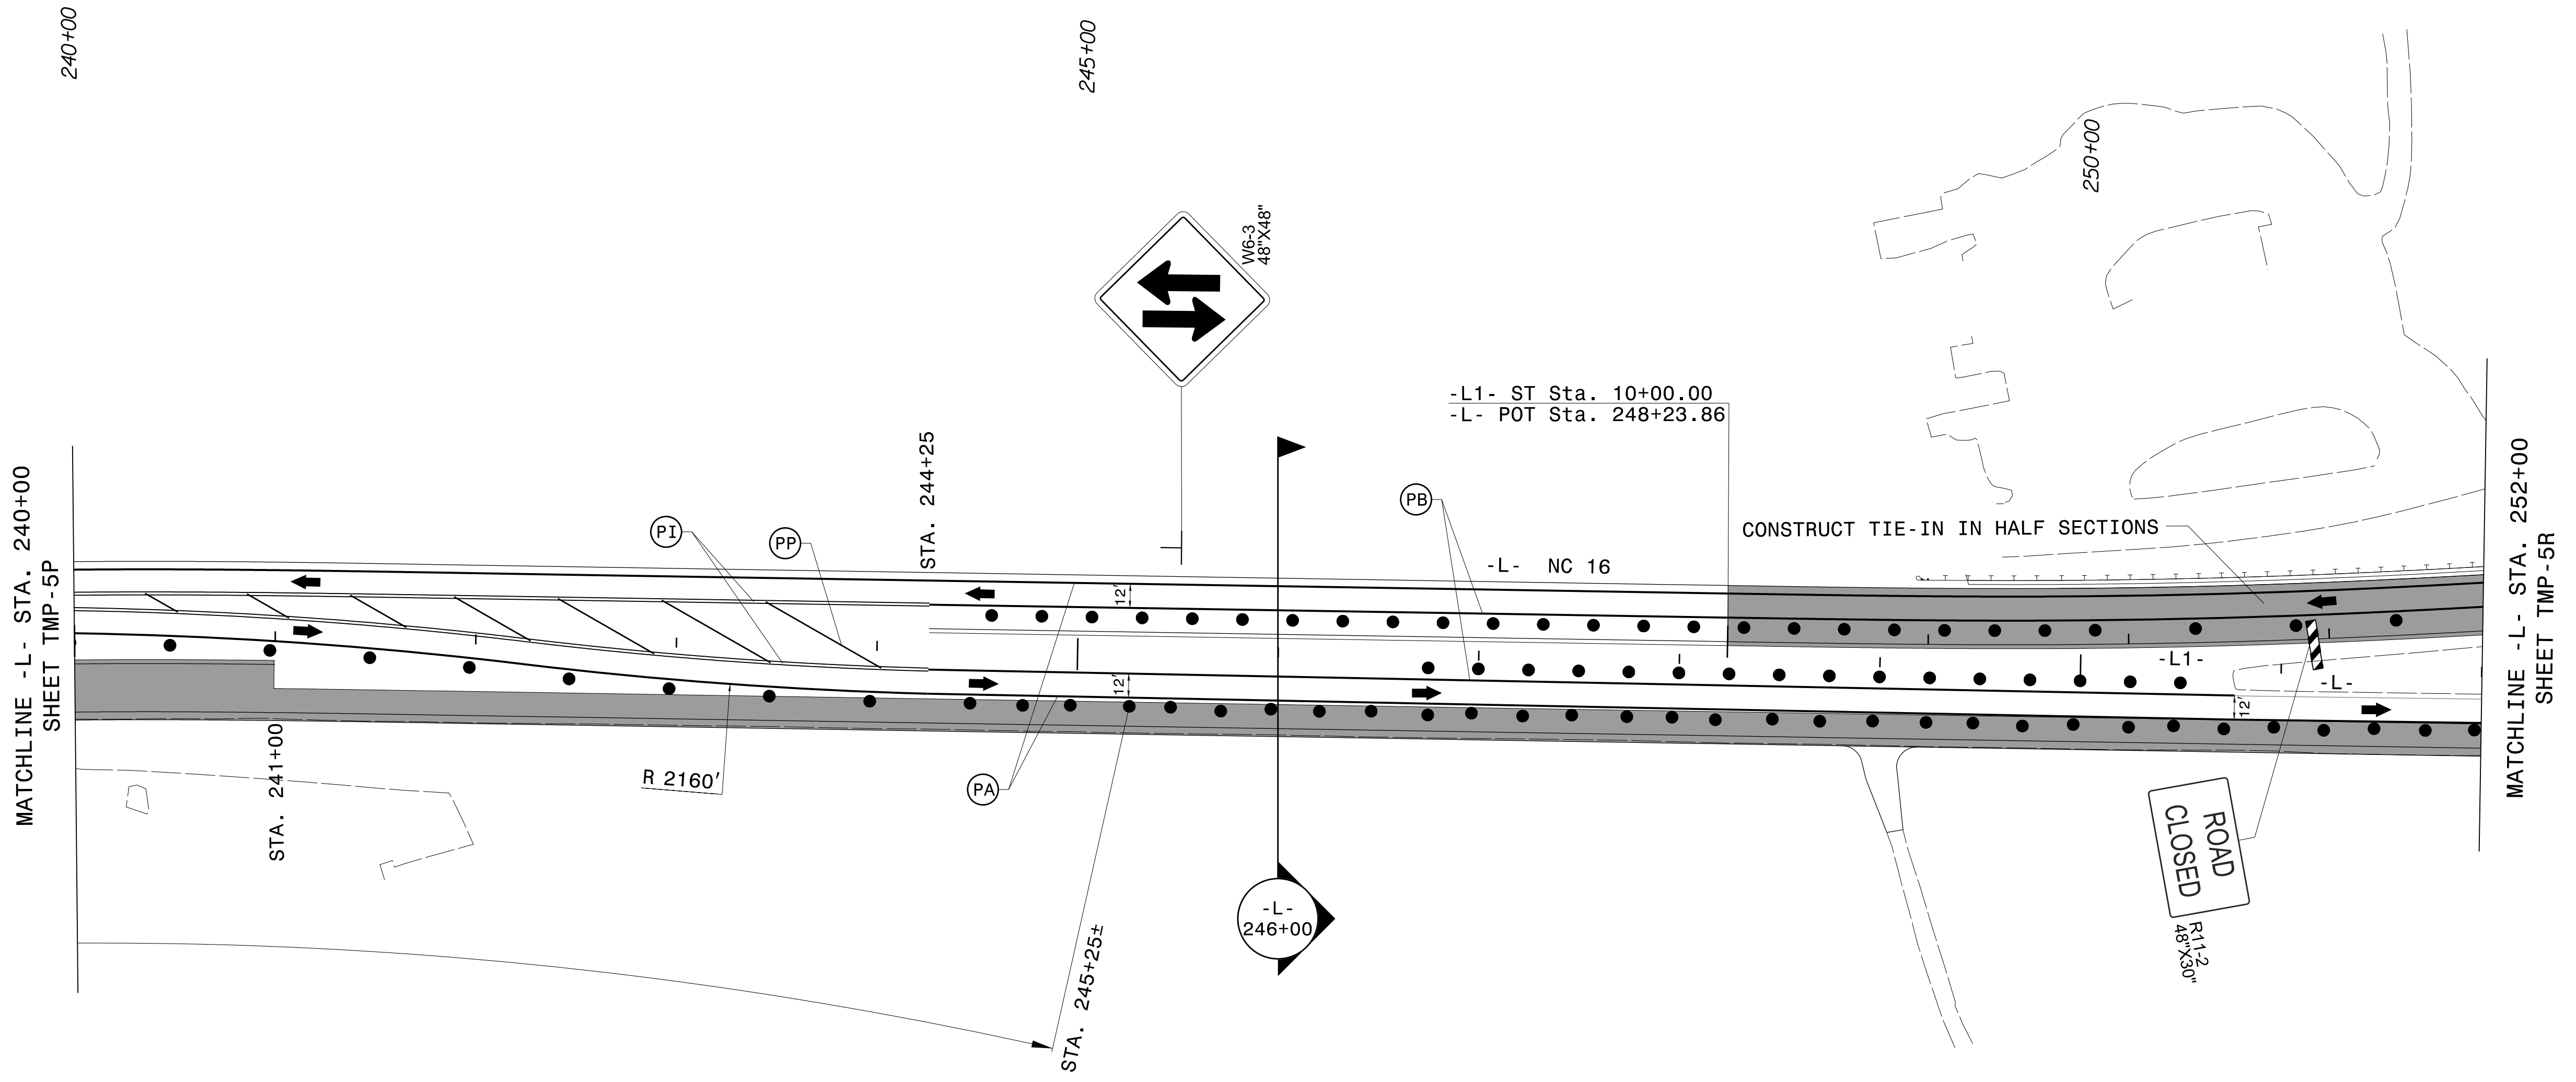 240+00
245+00
250+00
W6-3
48"X48"
-L1- ST Sta. 10+00.00
-L- POT Sta. 248+23.86
STA. 244+25
PI
PP
PB
CONSTRUCT TIE-IN IN HALF SECTIONS
-L- NC 16
MATCHLINE -L- STA. 240+00
SHEET TMP-5P
MATCHLINE -L- STA. 252+00
SHEET TMP-5R
12'
12'
12'
-L1-
-L-
STA. 241+00
R 2160'
PA
STA. 245+25±
-L-
246+00
ROAD
CLOSED
R11-2
48"X30"